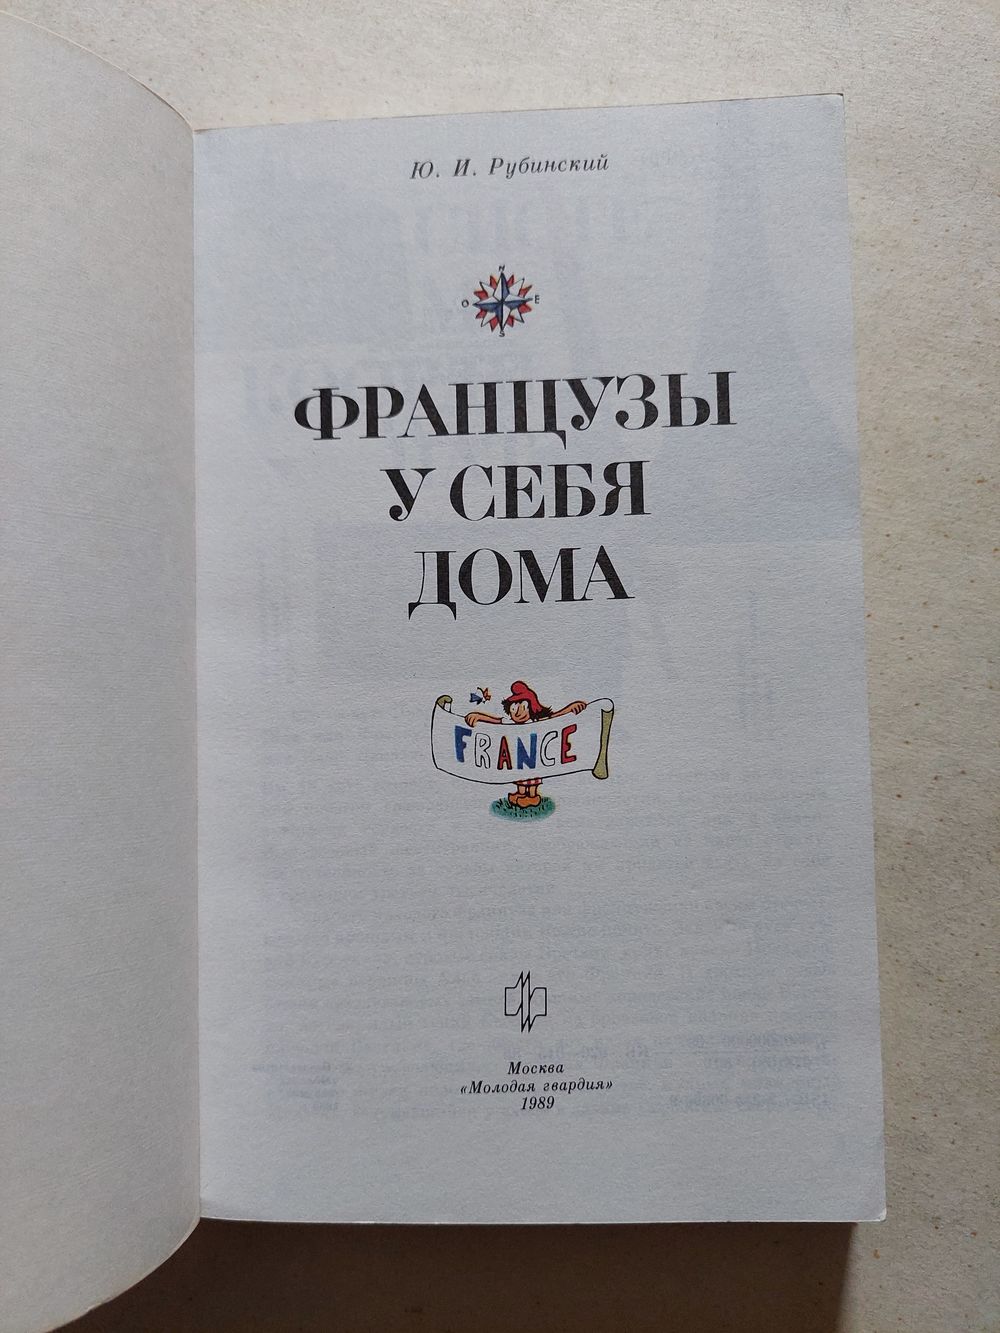 Ю. И. Рубинский
N
O E
S
ФРАНЦУЗЫ
У СЕБЯ
ДОМА
FRANCE
Москва
«Молодая гвардия»
1989